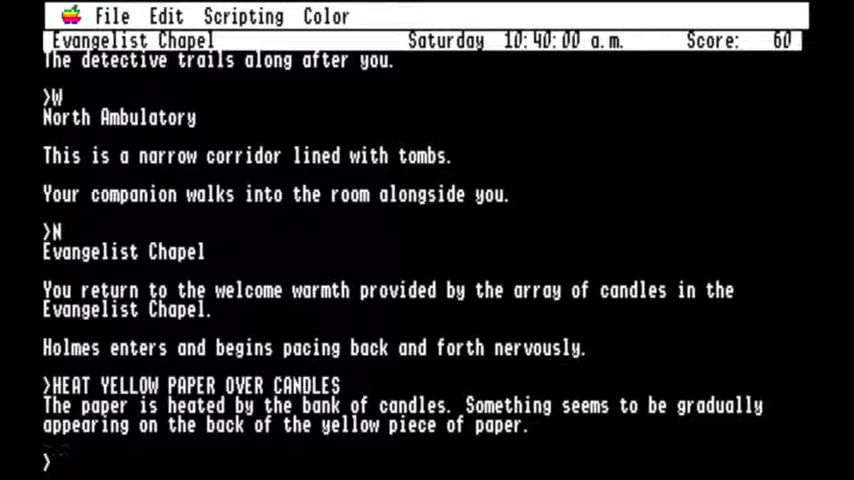 File Edit Scripting Color
Evangelist Chapel Saturday 10:40:00 a.m. Score: 60
The detective trails along after you.
>W
North Ambulatory
This is a narrow corridor lined with tombs.
Your companion walks into the room alongside you.
>N
Evangelist Chapel
You return to the welcome warmth provided by the array of candles in the
Evangelist Chapel.
Holmes enters and begins pacing back and forth nervously.
>HEAT YELLOW PAPER OVER CANDLES
The paper is heated by the bank of candles. Something seems to be gradually
appearing on the back of the yellow piece of paper.
>